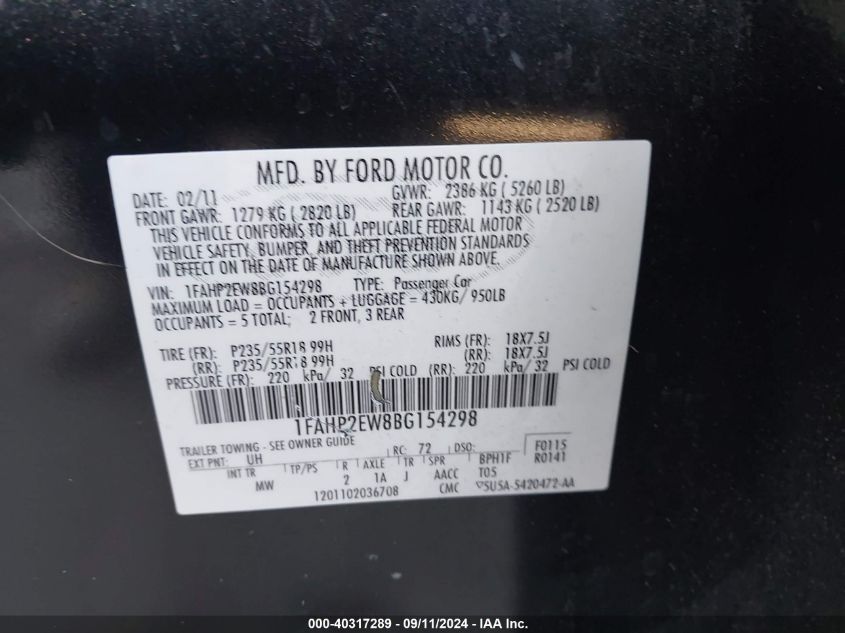 MFD. BY FORD MOTOR CO.
DATE: 02/11 GVWR: 2386 KG ( 5260 LB)
FRONT GAWR: 1279 KG ( 2820 LB) REAR GAWR: 1143 KG ( 2520 LB)
THIS VEHICLE CONFORMS TO ALL APPLICABLE FEDERAL MOTOR
VEHICLE SAFETY, BUMPER, AND THEFT PREVENTION STANDARDS
IN EFFECT ON THE DATE OF MANUFACTURE SHOWN ABOVE.
VIN: 1FAHP2EW8BG154298 TYPE: Passenger Car
MAXIMUM LOAD = OCCUPANTS + LUGGAGE = 430KG/ 950LB
OCCUPANTS = 5 TOTAL; 2 FRONT, 3 REAR
TIRE (FR): P235/55R18 99H RIMS (FR): 18X7.5J
(RR): P235/55R18 99H (RR): 18X7.5J
PRESSURE (FR): 220 kPa/ 32 PSI COLD (RR): 220 kPa/ 32 PSI COLD
1FAHP2EW8BG154298
TRAILER TOWING - SEE OWNER GUIDE
EXT PNT: UH RC: 72 DSO: F0115
R0141
INT TR TP/PS R AXLE TR SPR BPH1F
MW 2 1A J AACC T05
1201102036708 CMC 5U5A-5420472-AA
000-40317289 - 09/11/2024 - IAA Inc.